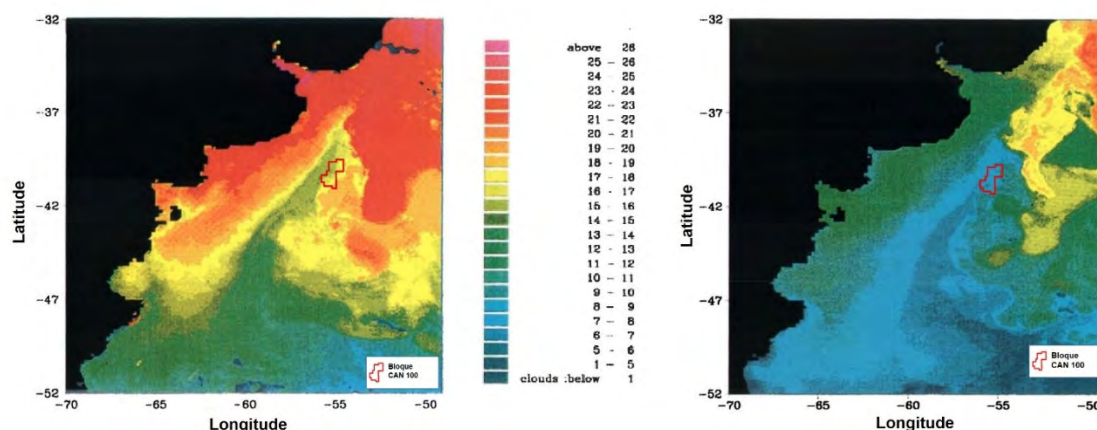 -32
-37
-42
-47
-52
Latitude
-70
-65
-60
-55
-50
Longitude
Bloque
CAN 100
above 26
25 - 26
24 - 25
23 - 24
22 - 23
21 - 22
20 - 21
19 - 20
18 - 19
17 - 18
16 - 17
15 - 16
14 - 15
13 - 14
12 - 13
11 - 12
10 - 11
9 - 10
8 - 9
7 - 8
6 - 7
5 - 6
1 - 5
clouds :below 1
-32
-37
-42
-47
-52
Latitude
-70
-65
-60
-55
-50
Longitude
Bloque
CAN 100